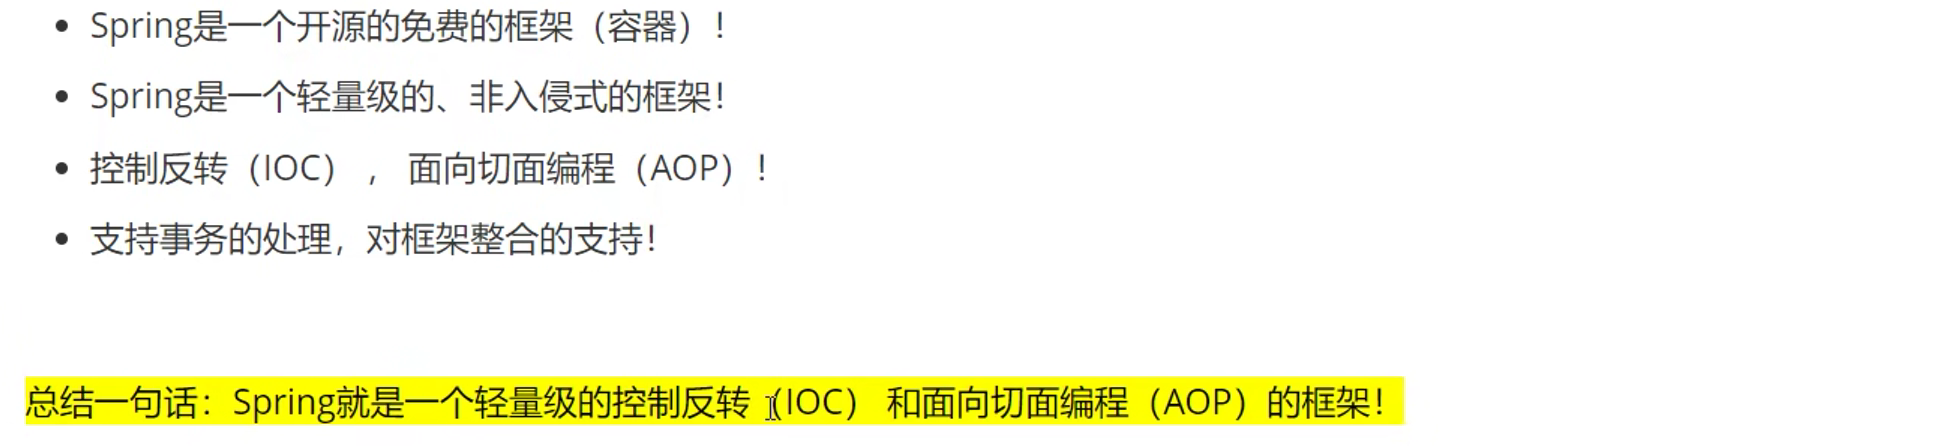 Spring是一个开源的免费的框架（容器）！
Spring是一个轻量级的、非入侵式的框架！
控制反转（IOC） ， 面向切面编程（AOP）！
支持事务的处理，对框架整合的支持！
总结一句话：Spring就是一个轻量级的控制反转（IOC） 和面向切面编程（AOP）的框架！